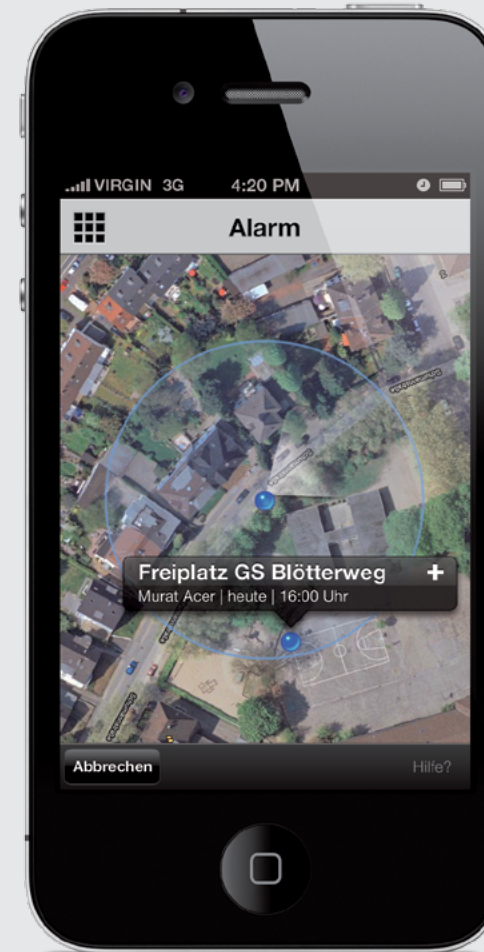 VIRGIN 3G 4:20 PM
Alarm
Freiplatz GS Blötterweg +
Murat Acer | heute | 16:00 Uhr
Abbrechen
Hilfe?